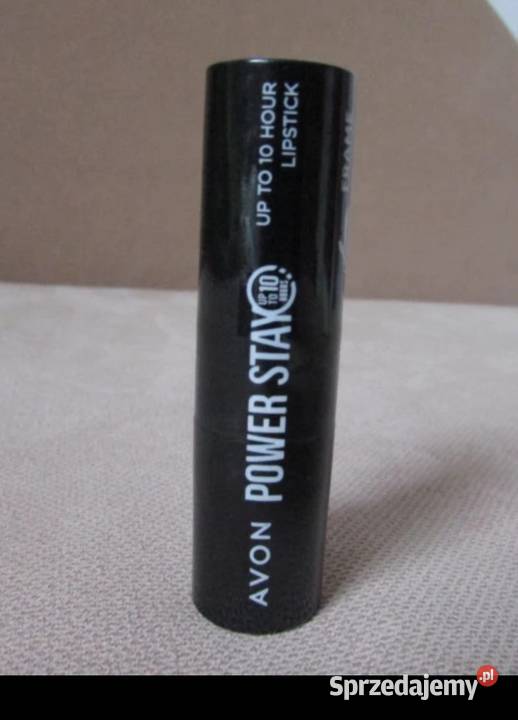 AVON POWER STAY
UP TO 10 HOURS
UP TO 10 HOUR
LIPSTICK
Sprzedajemy.pl